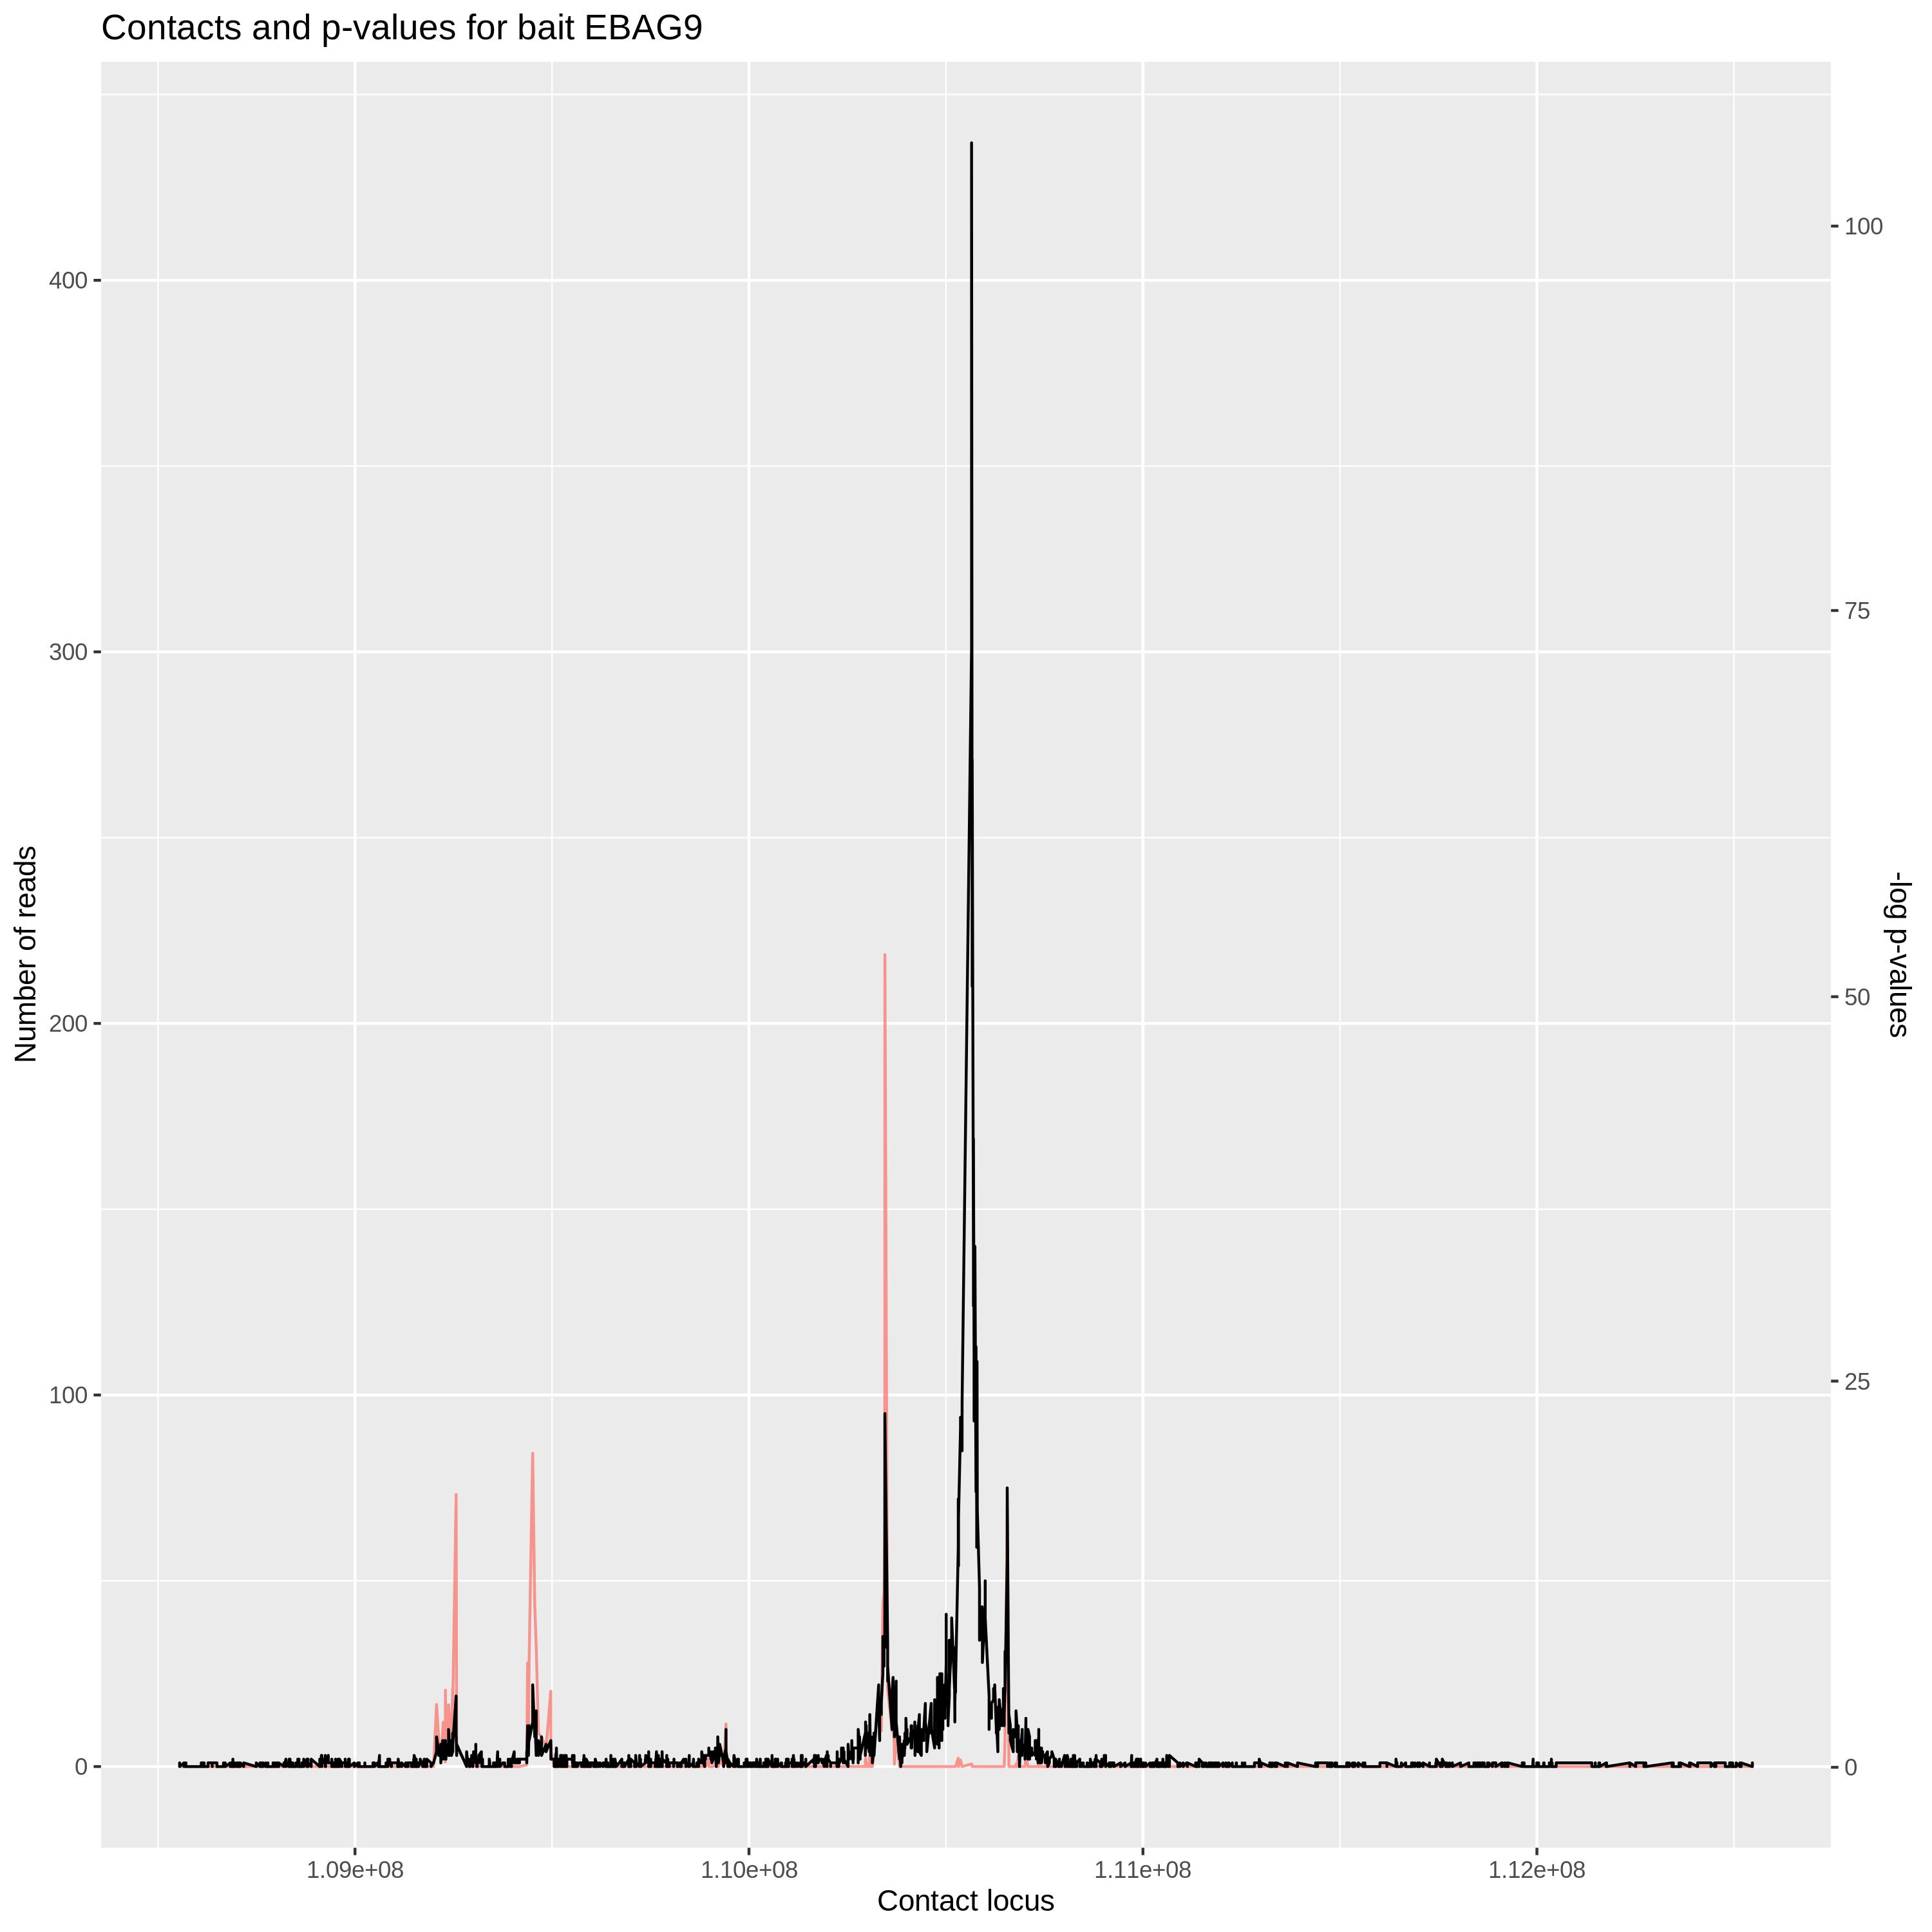 Contacts and p-values for bait EBAG9
400
300
200
100
0
Number of reads
100
75
50
25
0
-log p-values
1.09e+08
1.10e+08
1.11e+08
1.12e+08
Contact locus